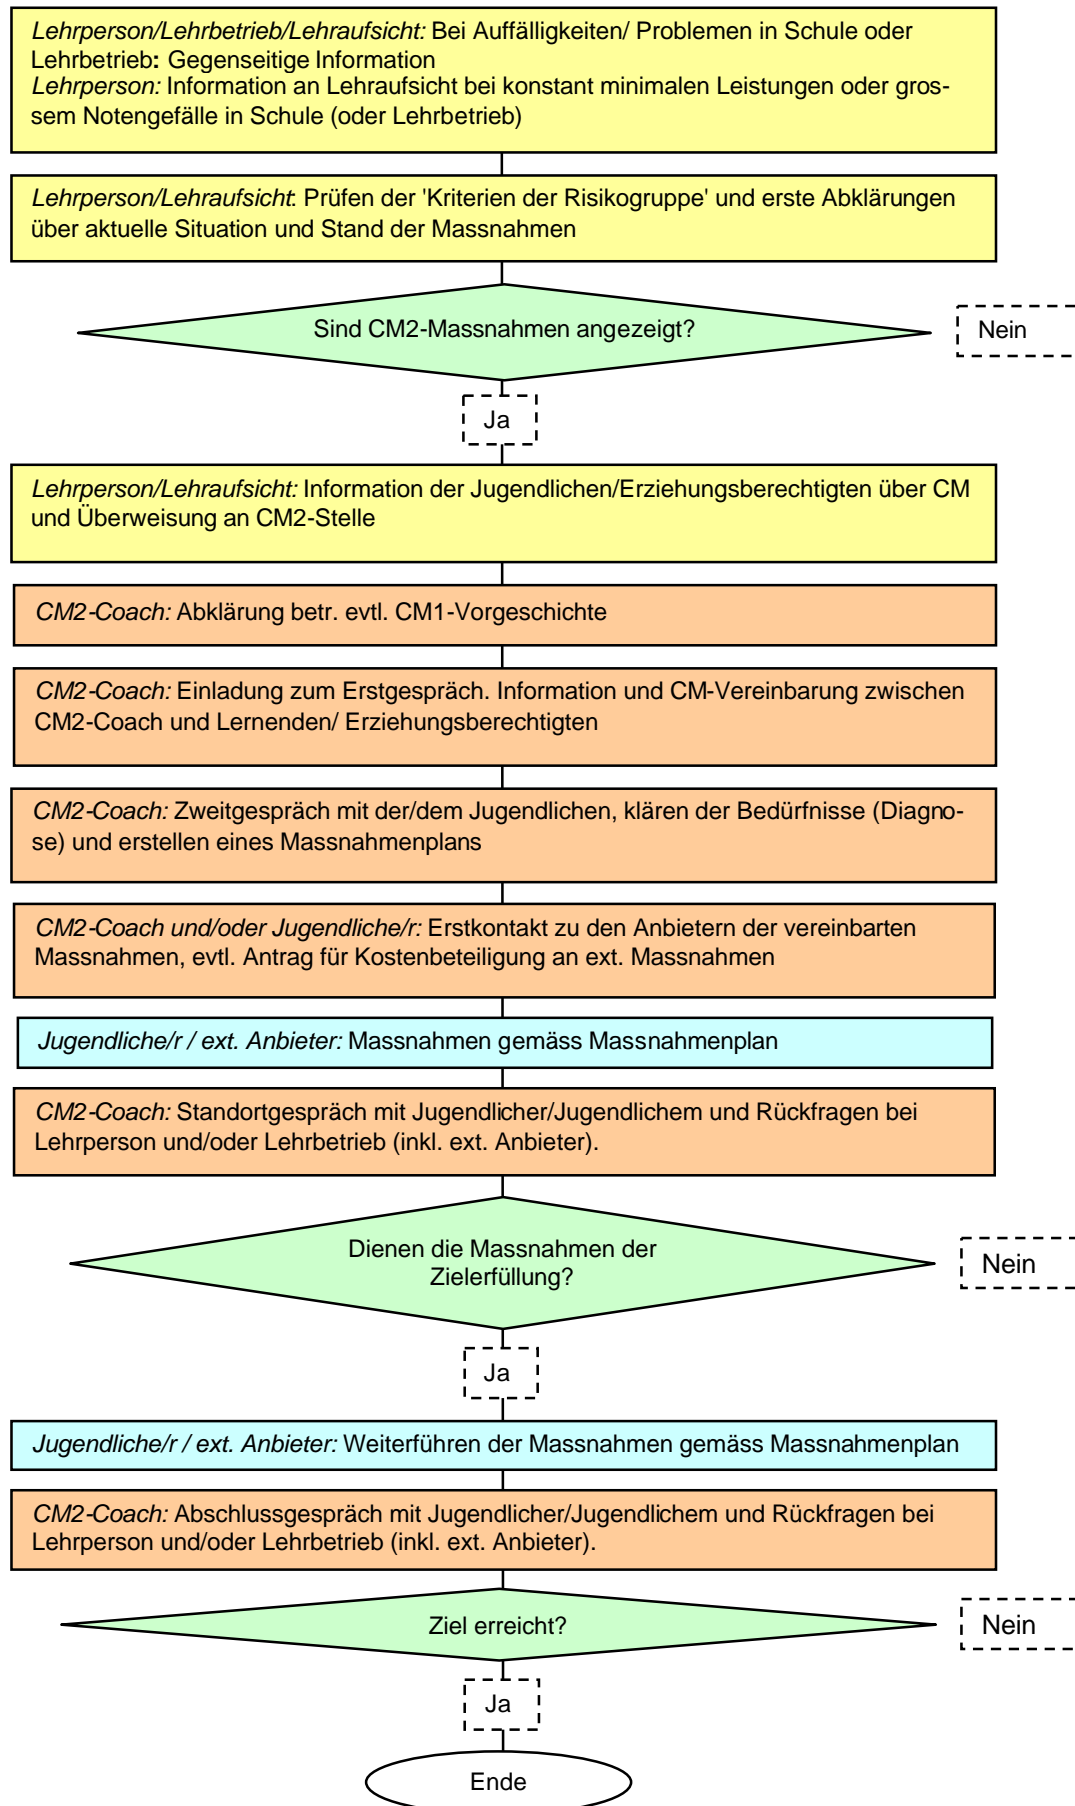 Lehrperson/Lehrbetrieb/Lehraufsicht: Bei Auffälligkeiten/ Problemen in Schule oder
Lehrbetrieb: Gegenseitige Information
Lehrperson: Information an Lehraufsicht bei konstant minimalen Leistungen oder gros-
sem Notengefälle in Schule (oder Lehrbetrieb)
Lehrperson/Lehraufsicht: Prüfen der 'Kriterien der Risikogruppe' und erste Abklärungen
über aktuelle Situation und Stand der Massnahmen
Sind CM2-Massnahmen angezeigt?
Nein
Ja
Lehrperson/Lehraufsicht: Information der Jugendlichen/Erziehungsberechtigten über CM
und Überweisung an CM2-Stelle
CM2-Coach: Abklärung betr. evtl. CM1-Vorgeschichte
CM2-Coach: Einladung zum Erstgespräch. Information und CM-Vereinbarung zwischen
CM2-Coach und Lernenden/ Erziehungsberechtigten
CM2-Coach: Zweitgespräch mit der/dem Jugendlichen, klären der Bedürfnisse (Diagno-
se) und erstellen eines Massnahmenplans
CM2-Coach und/oder Jugendliche/r: Erstkontakt zu den Anbietern der vereinbarten
Massnahmen, evtl. Antrag für Kostenbeteiligung an ext. Massnahmen
Jugendliche/r / ext. Anbieter: Massnahmen gemäss Massnahmenplan
CM2-Coach: Standortgespräch mit Jugendlicher/Jugendlichem und Rückfragen bei
Lehrperson und/oder Lehrbetrieb (inkl. ext. Anbieter).
Dienen die Massnahmen der
Zielerfüllung?
Nein
Ja
Jugendliche/r / ext. Anbieter: Weiterführen der Massnahmen gemäss Massnahmenplan
CM2-Coach: Abschlussgespräch mit Jugendlicher/Jugendlichem und Rückfragen bei
Lehrperson und/oder Lehrbetrieb (inkl. ext. Anbieter).
Ziel erreicht?
Nein
Ja
Ende